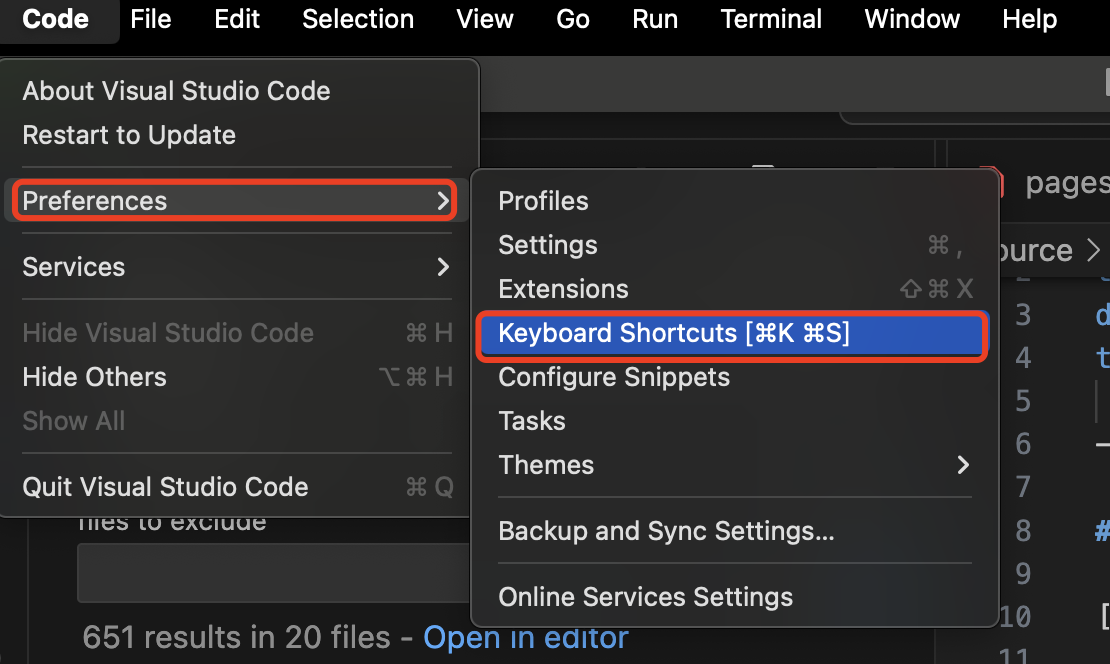 Code File Edit Selection View Go Run Terminal Window Help
About Visual Studio Code
Restart to Update
Preferences
Services
Hide Visual Studio Code ⌘ H
Hide Others ⌥ ⌘ H
Show All
Quit Visual Studio Code ⌘ Q
Profiles
Settings ⌘ ,
Extensions ⇧ ⌘ X
Keyboard Shortcuts [⌘K ⌘S]
Configure Snippets
Tasks
Themes
Backup and Sync Settings...
Online Services Settings
files to exclude
651 results in 20 files - Open in editor
pages
ource >
2
3 d
4 t
5
6 —
7
8 #
9
10 [
11